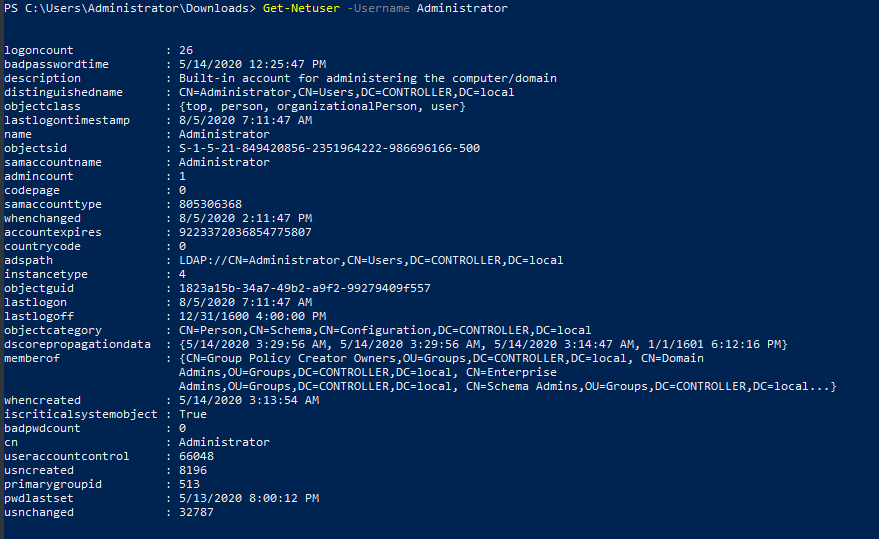 PS C:\Users\Administrator\Downloads> Get-Netuser -Username Administrator
logoncount : 26
badpasswordtime : 5/14/2020 12:25:47 PM
description : Built-in account for administering the computer/domain
distinguishedname : CN=Administrator,CN=Users,DC=CONTROLLER,DC=local
objectclass : {top, person, organizationalPerson, user}
lastlogontimestamp : 8/5/2020 7:11:47 AM
name : Administrator
objectsid : S-1-5-21-849420856-2351964222-986696166-500
samaccountname : Administrator
admincount : 1
codepage : 0
samaccounttype : 805306368
whenchanged : 8/5/2020 2:11:47 PM
accountexpires : 9223372036854775807
countrycode : 0
adspath : LDAP://CN=Administrator,CN=Users,DC=CONTROLLER,DC=local
instancetype : 4
objectguid : 1823a15b-34a7-49b2-a9f2-99279409f557
lastlogon : 8/5/2020 7:11:47 AM
lastlogoff : 12/31/1600 4:00:00 PM
objectcategory : CN=Person,CN=Schema,CN=Configuration,DC=CONTROLLER,DC=local
dscorepropagationdata : {5/14/2020 3:29:56 AM, 5/14/2020 3:29:56 AM, 5/14/2020 3:14:47 AM, 1/1/1601 6:12:16 PM}
memberof : {CN=Group Policy Creator Owners,OU=Groups,DC=CONTROLLER,DC=local, CN=Domain
Admins,OU=Groups,DC=CONTROLLER,DC=local, CN=Enterprise
Admins,OU=Groups,DC=CONTROLLER,DC=local, CN=Schema Admins,OU=Groups,DC=CONTROLLER,DC=local...}
whencreated : 5/14/2020 3:13:54 AM
iscriticalsystemobject : True
badpwdcount : 0
cn : Administrator
useraccountcontrol : 66048
usncreated : 8196
primarygroupid : 513
pwdlastset : 5/13/2020 8:00:12 PM
usnchanged : 32787